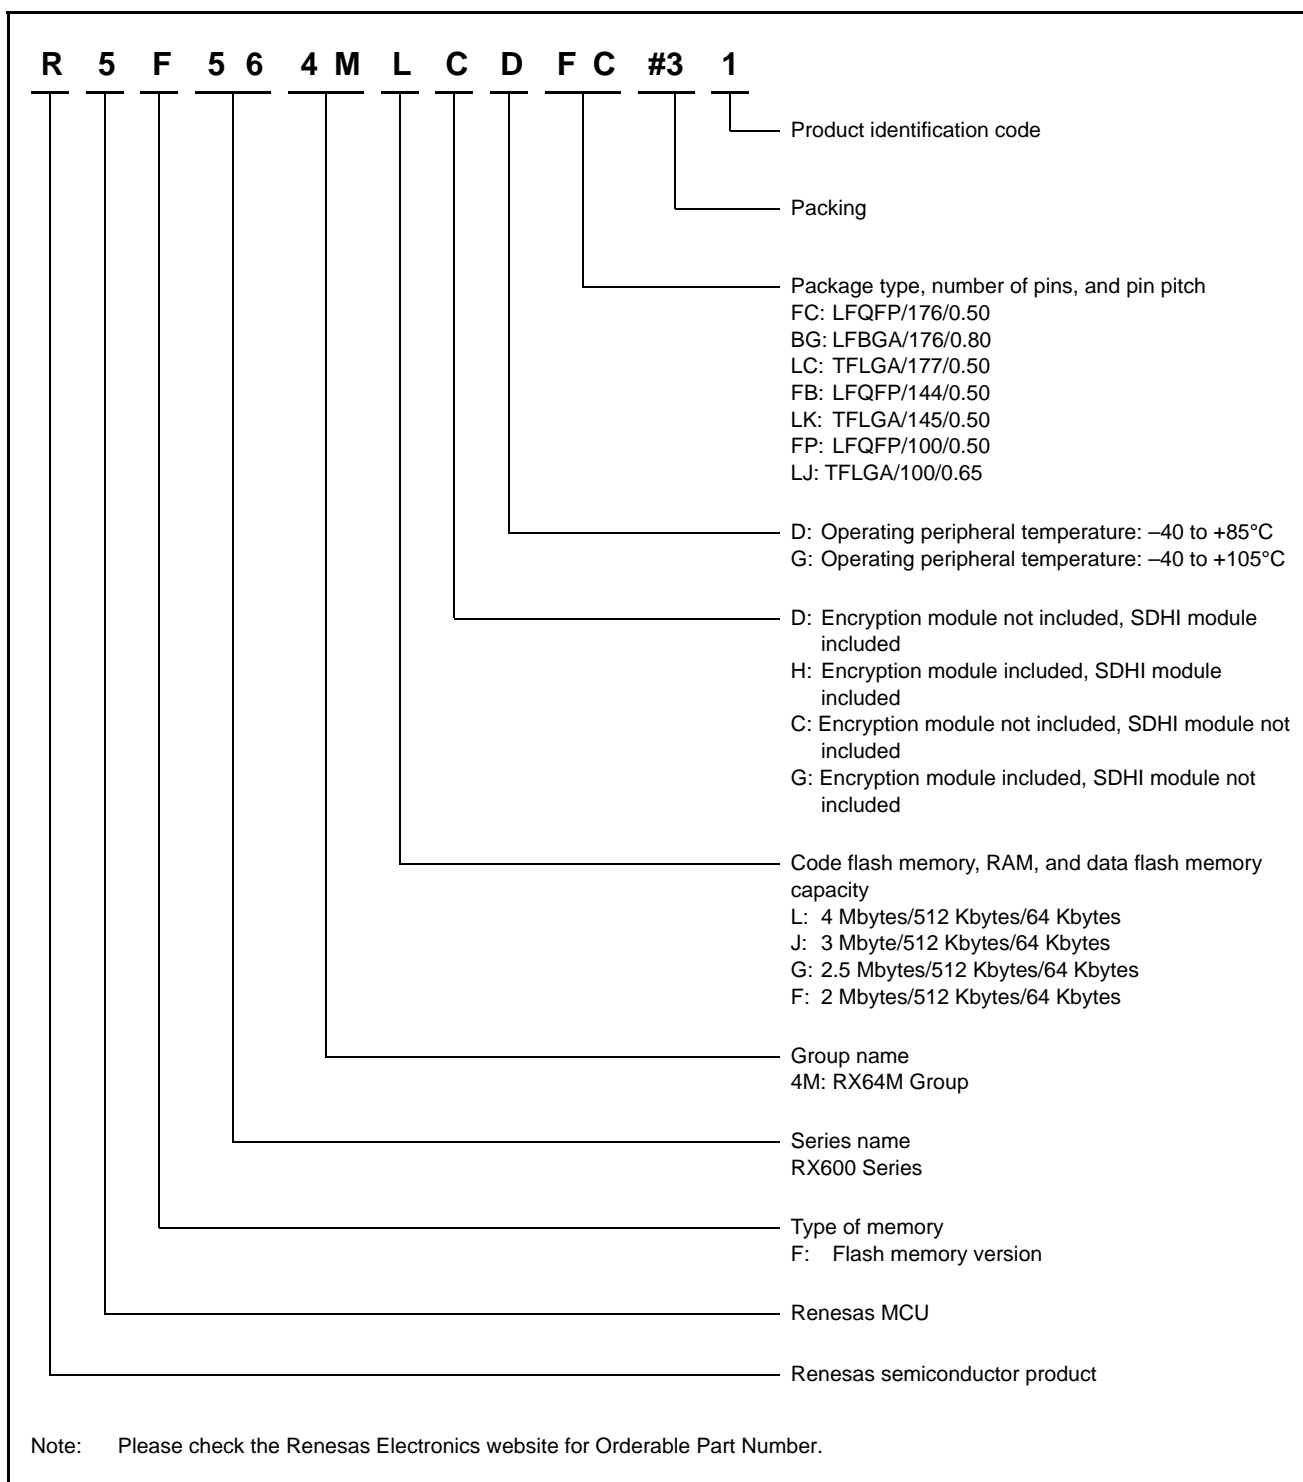 R 5 F 5 6 4 M L C D F C #3 1
Product identification code
Packing
Package type, number of pins, and pin pitch
FC: LFQFP/176/0.50
BG: LFBGA/176/0.80
LC: TFLGA/177/0.50
FB: LFQFP/144/0.50
LK: TFLGA/145/0.50
FP: LFQFP/100/0.50
LJ: TFLGA/100/0.65
D: Operating peripheral temperature: –40 to +85°C
G: Operating peripheral temperature: –40 to +105°C
D: Encryption module not included, SDHI module
included
H: Encryption module included, SDHI module
included
C: Encryption module not included, SDHI module not
included
G: Encryption module included, SDHI module not
included
Code flash memory, RAM, and data flash memory
capacity
L: 4 Mbytes/512 Kbytes/64 Kbytes
J: 3 Mbyte/512 Kbytes/64 Kbytes
G: 2.5 Mbytes/512 Kbytes/64 Kbytes
F: 2 Mbytes/512 Kbytes/64 Kbytes
Group name
4M: RX64M Group
Series name
RX600 Series
Type of memory
F: Flash memory version
Renesas MCU
Renesas semiconductor product
Note: Please check the Renesas Electronics website for Orderable Part Number.